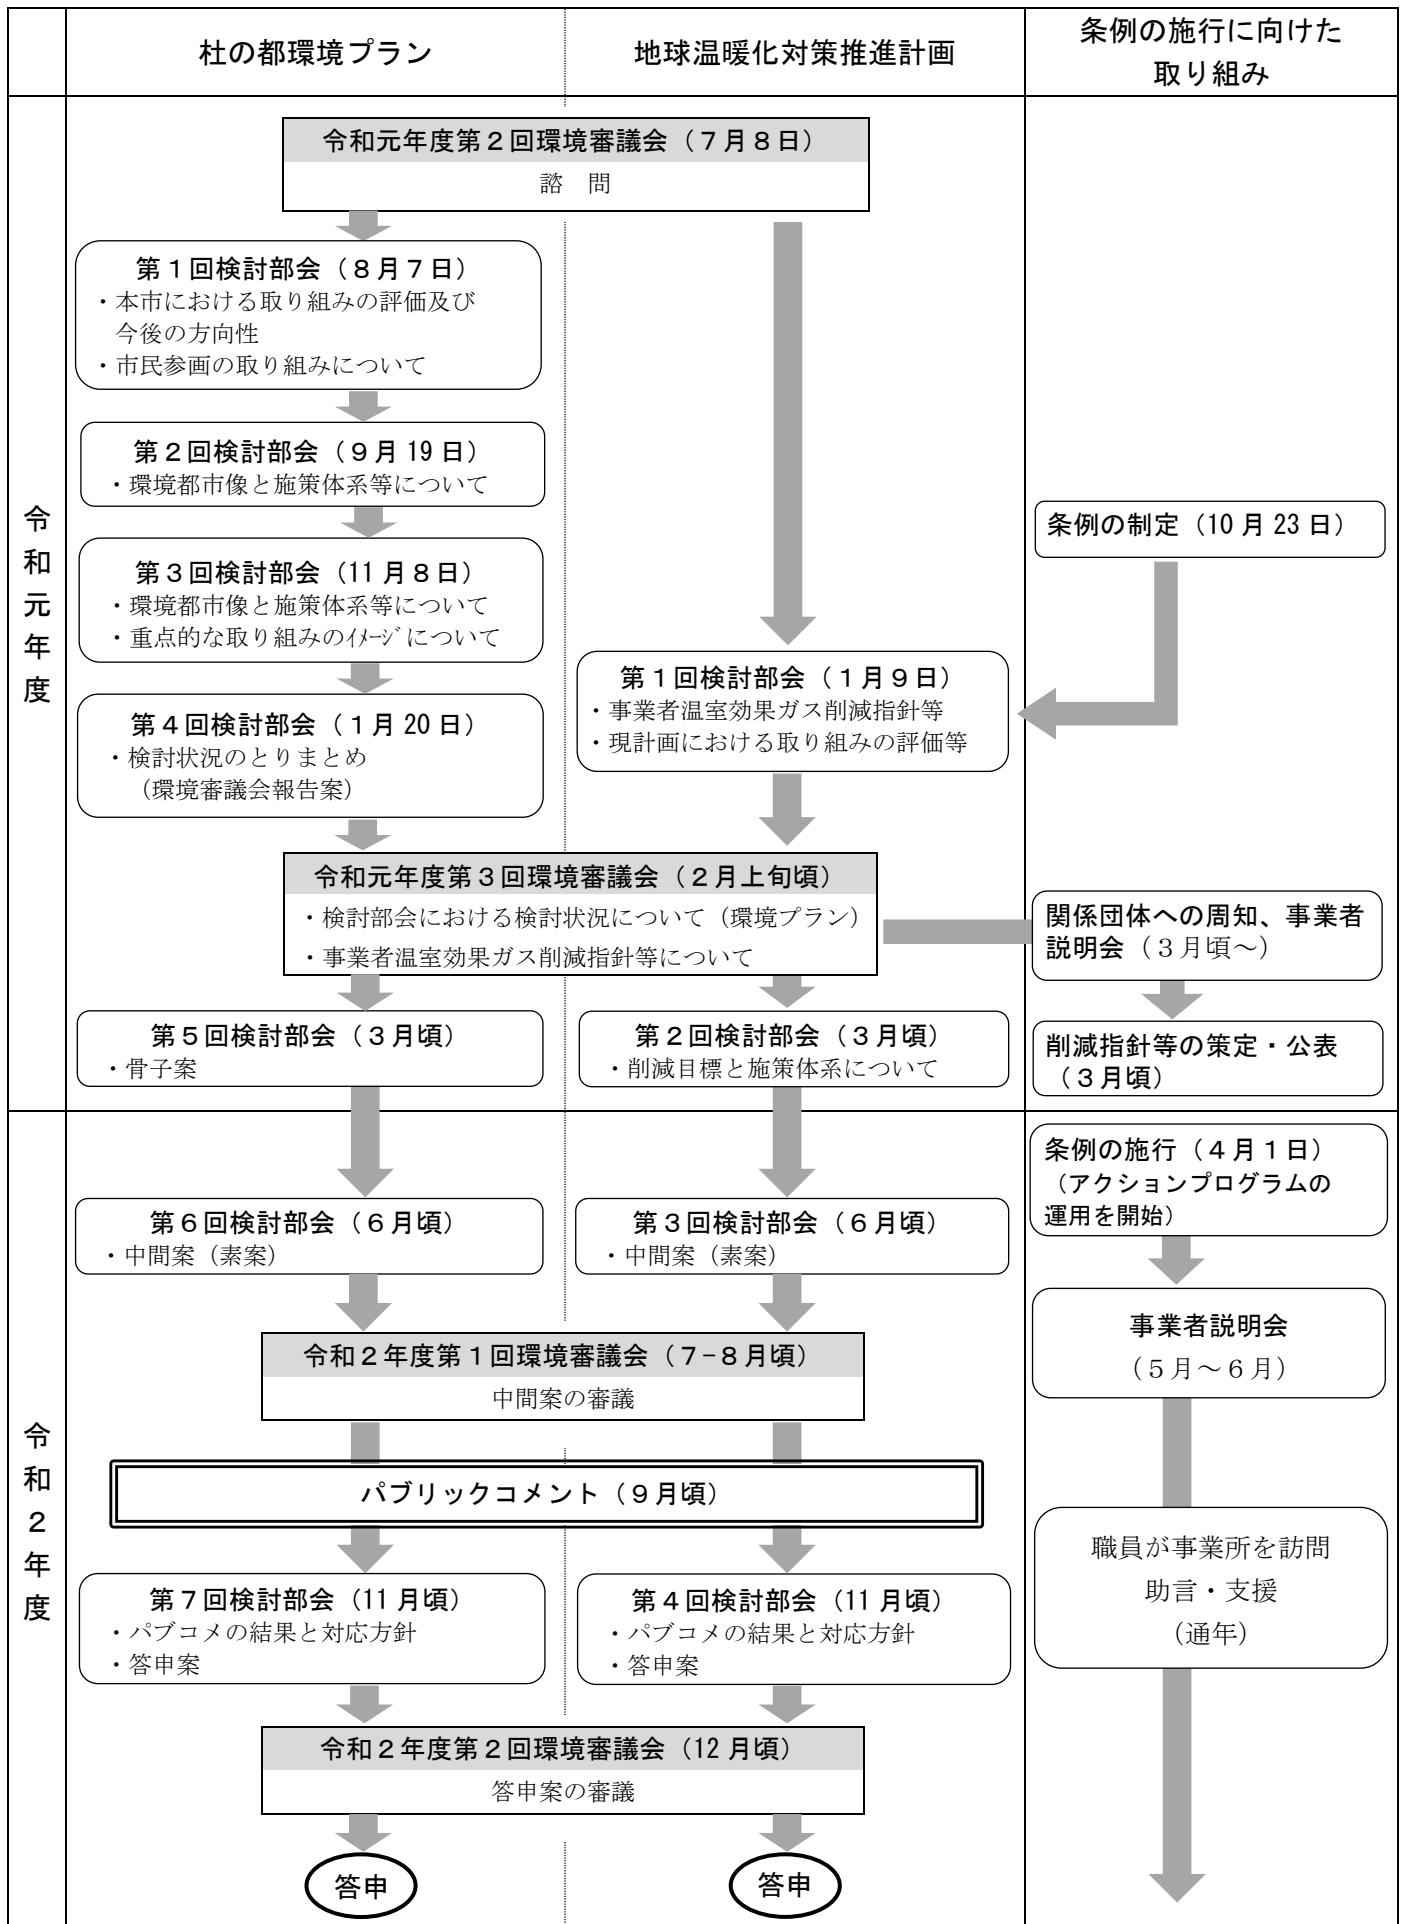 杜の都環境プラン
地球温暖化対策推進計画
条例の施行に向けた
取り組み
令和元年度
令和元年度第２回環境審議会（７月８日）
諮　問
第１回検討部会（８月７日）
・本市における取り組みの評価及び
今後の方向性
・市民参画の取り組みについて
第２回検討部会（９月 19 日）
・環境都市像と施策体系等について
第３回検討部会（11 月８日）
・環境都市像と施策体系等について
・重点的な取り組みのｲﾒｰｼﾞについて
第４回検討部会（１月 20 日）
・検討状況のとりまとめ
（環境審議会報告案）
第１回検討部会（１月９日）
・事業者温室効果ガス削減指針等
・現計画における取り組みの評価等
条例の制定（10 月 23 日）
令和元年度第３回環境審議会（２月上旬頃）
・検討部会における検討状況について（環境プラン）
・事業者温室効果ガス削減指針等について
関係団体への周知、事業者
説明会（３月頃～）
第５回検討部会（３月頃）
・骨子案
第２回検討部会（３月頃）
・削減目標と施策体系について
削減指針等の策定・公表
（３月頃）
令和２年度
条例の施行（４月１日）
（アクションプログラムの
運用を開始）
第６回検討部会（６月頃）
・中間案（素案）
第３回検討部会（６月頃）
・中間案（素案）
事業者説明会
（５月～６月）
令和２年度第１回環境審議会（７−８月頃）
中間案の審議
パブリックコメント（９月頃）
職員が事業所を訪問
助言・支援
（通年）
第７回検討部会（11 月頃）
・パブコメの結果と対応方針
・答申案
第４回検討部会（11 月頃）
・パブコメの結果と対応方針
・答申案
令和２年度第２回環境審議会（12 月頃）
答申案の審議
答申
答申